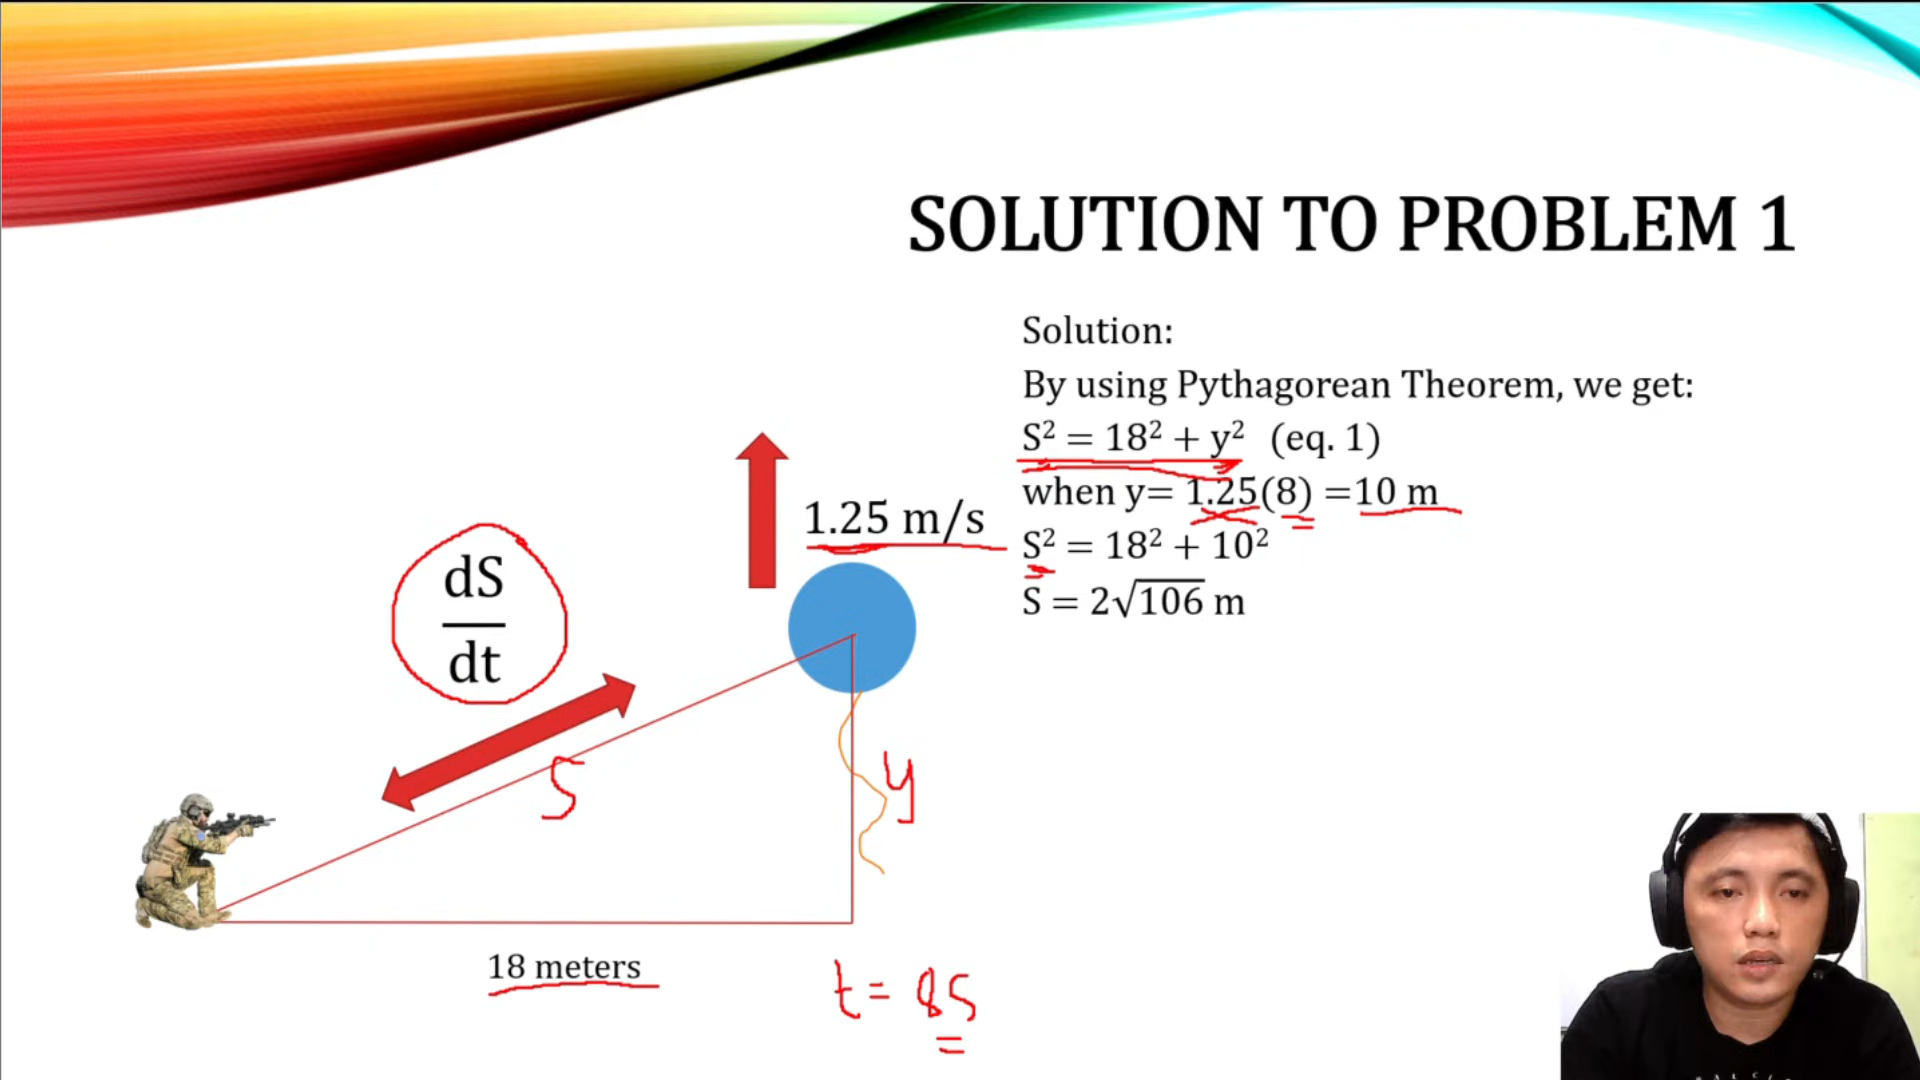 SOLUTION TO PROBLEM 1
Solution:
By using Pythagorean Theorem, we get:
S² = 18² + y² (eq. 1)
when y= 1.25(8) =10 m
S² = 18² + 10²
S = 2√106 m
1.25 m/s
dS
dt
S
y
18 meters
t = 8s